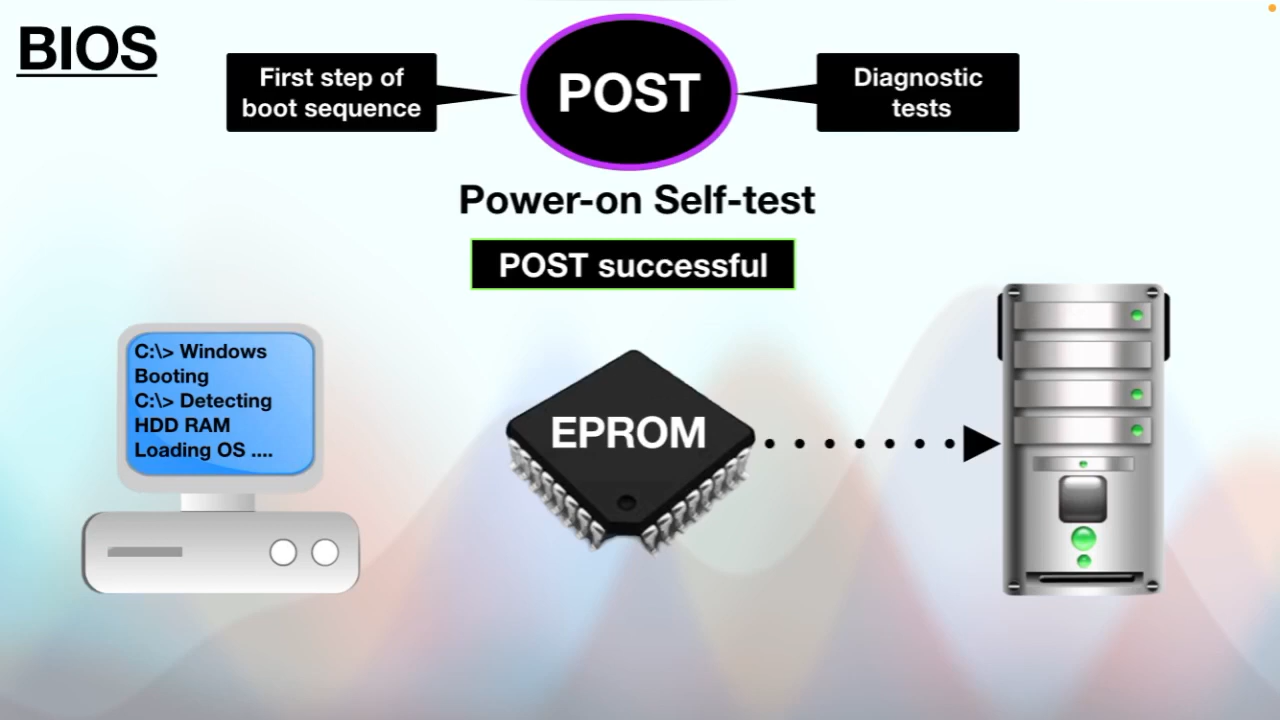 BIOS
First step of
boot sequence
POST
Diagnostic
tests
Power-on Self-test
POST successful
C:\> Windows
Booting
C:\> Detecting
HDD RAM
Loading OS ....
EPROM